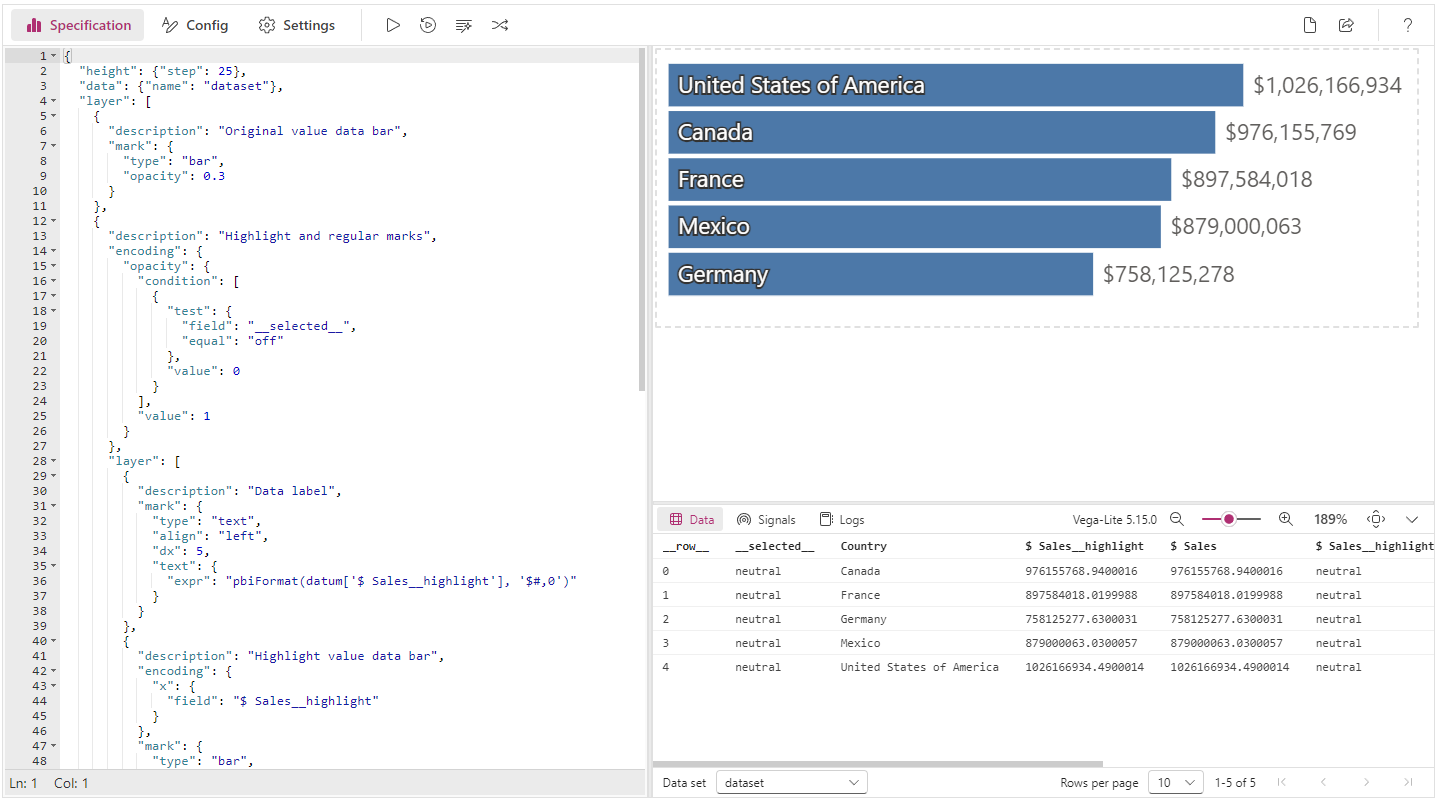 Specification Config Settings ?
1 {
2 "height": {"step": 25},
3 "data": {"name": "dataset"},
4 "layer": [
5 {
6 "description": "Original value data bar",
7 "mark": {
8 "type": "bar",
9 "opacity": 0.3
10 }
11 },
12 {
13 "description": "Highlight and regular marks",
14 "encoding": {
15 "opacity": {
16 "condition": [
17 {
18 "test": {
19 "field": "__selected__",
20 "equal": "off"
21 },
22 "value": 0
23 }
24 ],
25 "value": 1
26 }
27 },
28 "layer": [
29 {
30 "description": "Data label",
31 "mark": {
32 "type": "text",
33 "align": "left",
34 "dx": 5,
35 "text": {
36 "expr": "pbiFormat(datum['$ Sales__highlight'], '$#,0')"
37 }
38 }
39 },
40 {
41 "description": "Highlight value data bar",
42 "encoding": {
43 "x": {
44 "field": "$ Sales__highlight"
45 }
46 },
47 "mark": {
48 "type": "bar",
Ln: 1 Col: 1
United States of America $1,026,166,934
Canada $976,155,769
France $897,584,018
Mexico $879,000,063
Germany $758,125,278
Data Signals Logs Vega-Lite 5.15.0 189%
__row__ __selected__ Country $ Sales__highlight $ Sales $ Sales__highlight
0 neutral Canada 976155768.9400016 976155768.9400016 neutral
1 neutral France 897584018.0199988 897584018.0199988 neutral
2 neutral Germany 758125277.6300031 758125277.6300031 neutral
3 neutral Mexico 879000063.0300057 879000063.0300057 neutral
4 neutral United States of America 1026166934.4900014 1026166934.4900014 neutral
Data set dataset Rows per page 10 1-5 of 5